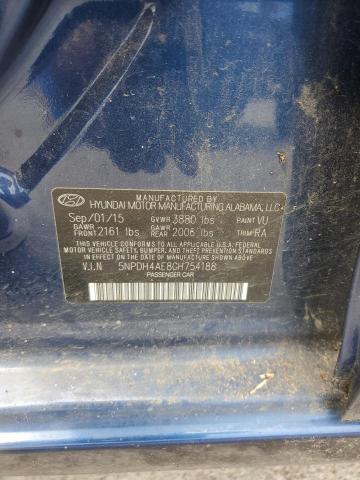 MANUFACTURED BY
HYUNDAI MOTOR MANUFACTURING ALABAMA, LLC
Sep/01/15 GVWR 3880 lbs PAINT VU
GAWR FRONT 2161 lbs GAWR REAR 2006 lbs TRIM RA
THIS VEHICLE CONFORMS TO ALL APPLICABLE U.S.A. FEDERAL
MOTOR VEHICLE SAFETY, BUMPER, AND THEFT PREVENTION
STANDARDS IN EFFECT ON THE DATE OF MANUFACTURE SHOWN ABOVE.
V.I.N 5NPDH4AE8GH754188
PASSENGER CAR